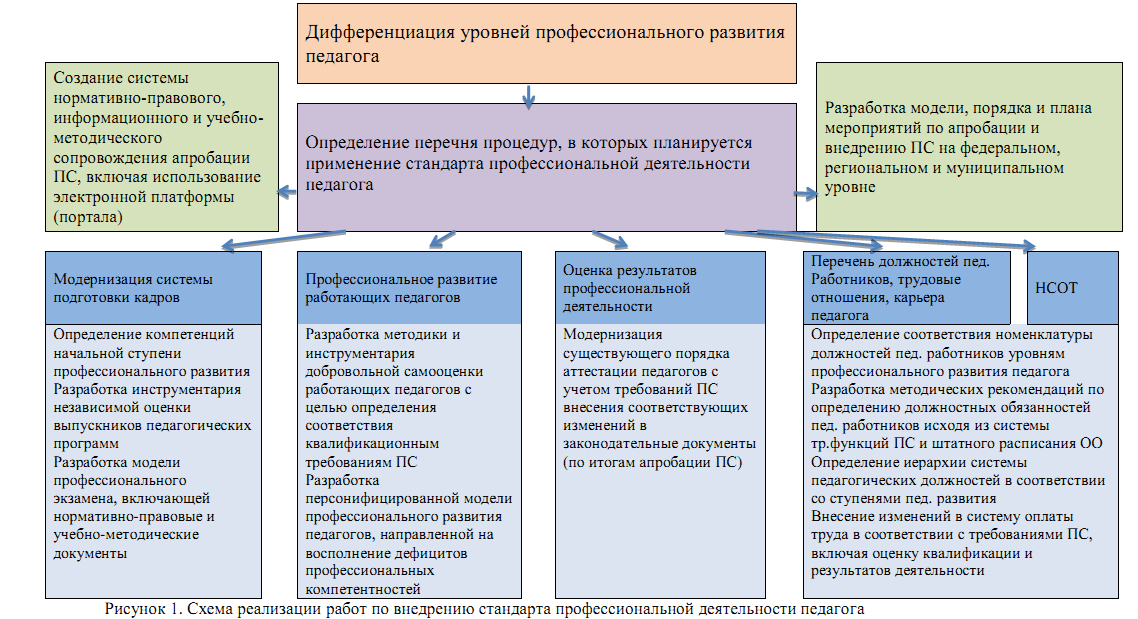 Дифференциация уровней профессионального развития
педагога
Создание системы
нормативно-правового,
информационного и учебно-
методического
сопровождения апробации
ПС, включая использование
электронной платформы
(портала)
Определение перечня процедур, в которых планируется
применение стандарта профессиональной деятельности
педагога
Разработка модели, порядка и плана
мероприятий по апробации и
внедрению ПС на федеральном,
региональном и муниципальном
уровне
Модернизация системы
подготовки кадров
Определение компетенций
начальной ступени
профессионального развития
Разработка инструментария
независимой оценки
выпускников педагогических
программ
Разработка модели
профессионального
экзамена, включающей
нормативно-правовые и
учебно-методические
документы
Профессиональное развитие
работающих педагогов
Разработка методики и
инструментария
добровольной самооценки
работающих педагогов с
целью определения
соответствия
квалификационным
требованиям ПС
Разработка
персонифицированной модели
профессионального развития
педагогов, направленной на
восполнение дефицитов
профессиональных
компетентностей
Оценка результатов
профессиональной
деятельности
Модернизация
существующего порядка
аттестации педагогов с
учетом требований ПС
внесения соответствующих
изменений в
законодательные документы
(по итогам апробации ПС)
Перечень должностей пед.
Работников, трудовые
отношения, карьера
педагога
НСОТ
Определение соответствия номенклатуры
должностей пед. работников уровням
профессионального развития педагога
Разработка методических рекомендаций по
определению должностных обязанностей
пед. работников исходя из системы
тр.функций ПС и штатного расписания ОО
Определение иерархии системы
педагогических должностей в соответствии
со ступенями пед. развития
Внесение изменений в систему оплаты
труда в соответствии с требованиями ПС,
включая оценку квалификации и
результатов деятельности
Рисунок 1. Схема реализации работ по внедрению стандарта профессиональной деятельности педагога